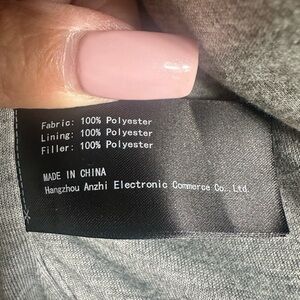 Fabric: 100% Polyester
Lining: 100% Polyester
Filler: 100% Polyester
MADE IN CHINA
Hangzhou Anzhi Electronic Commerce Co.,Ltd.